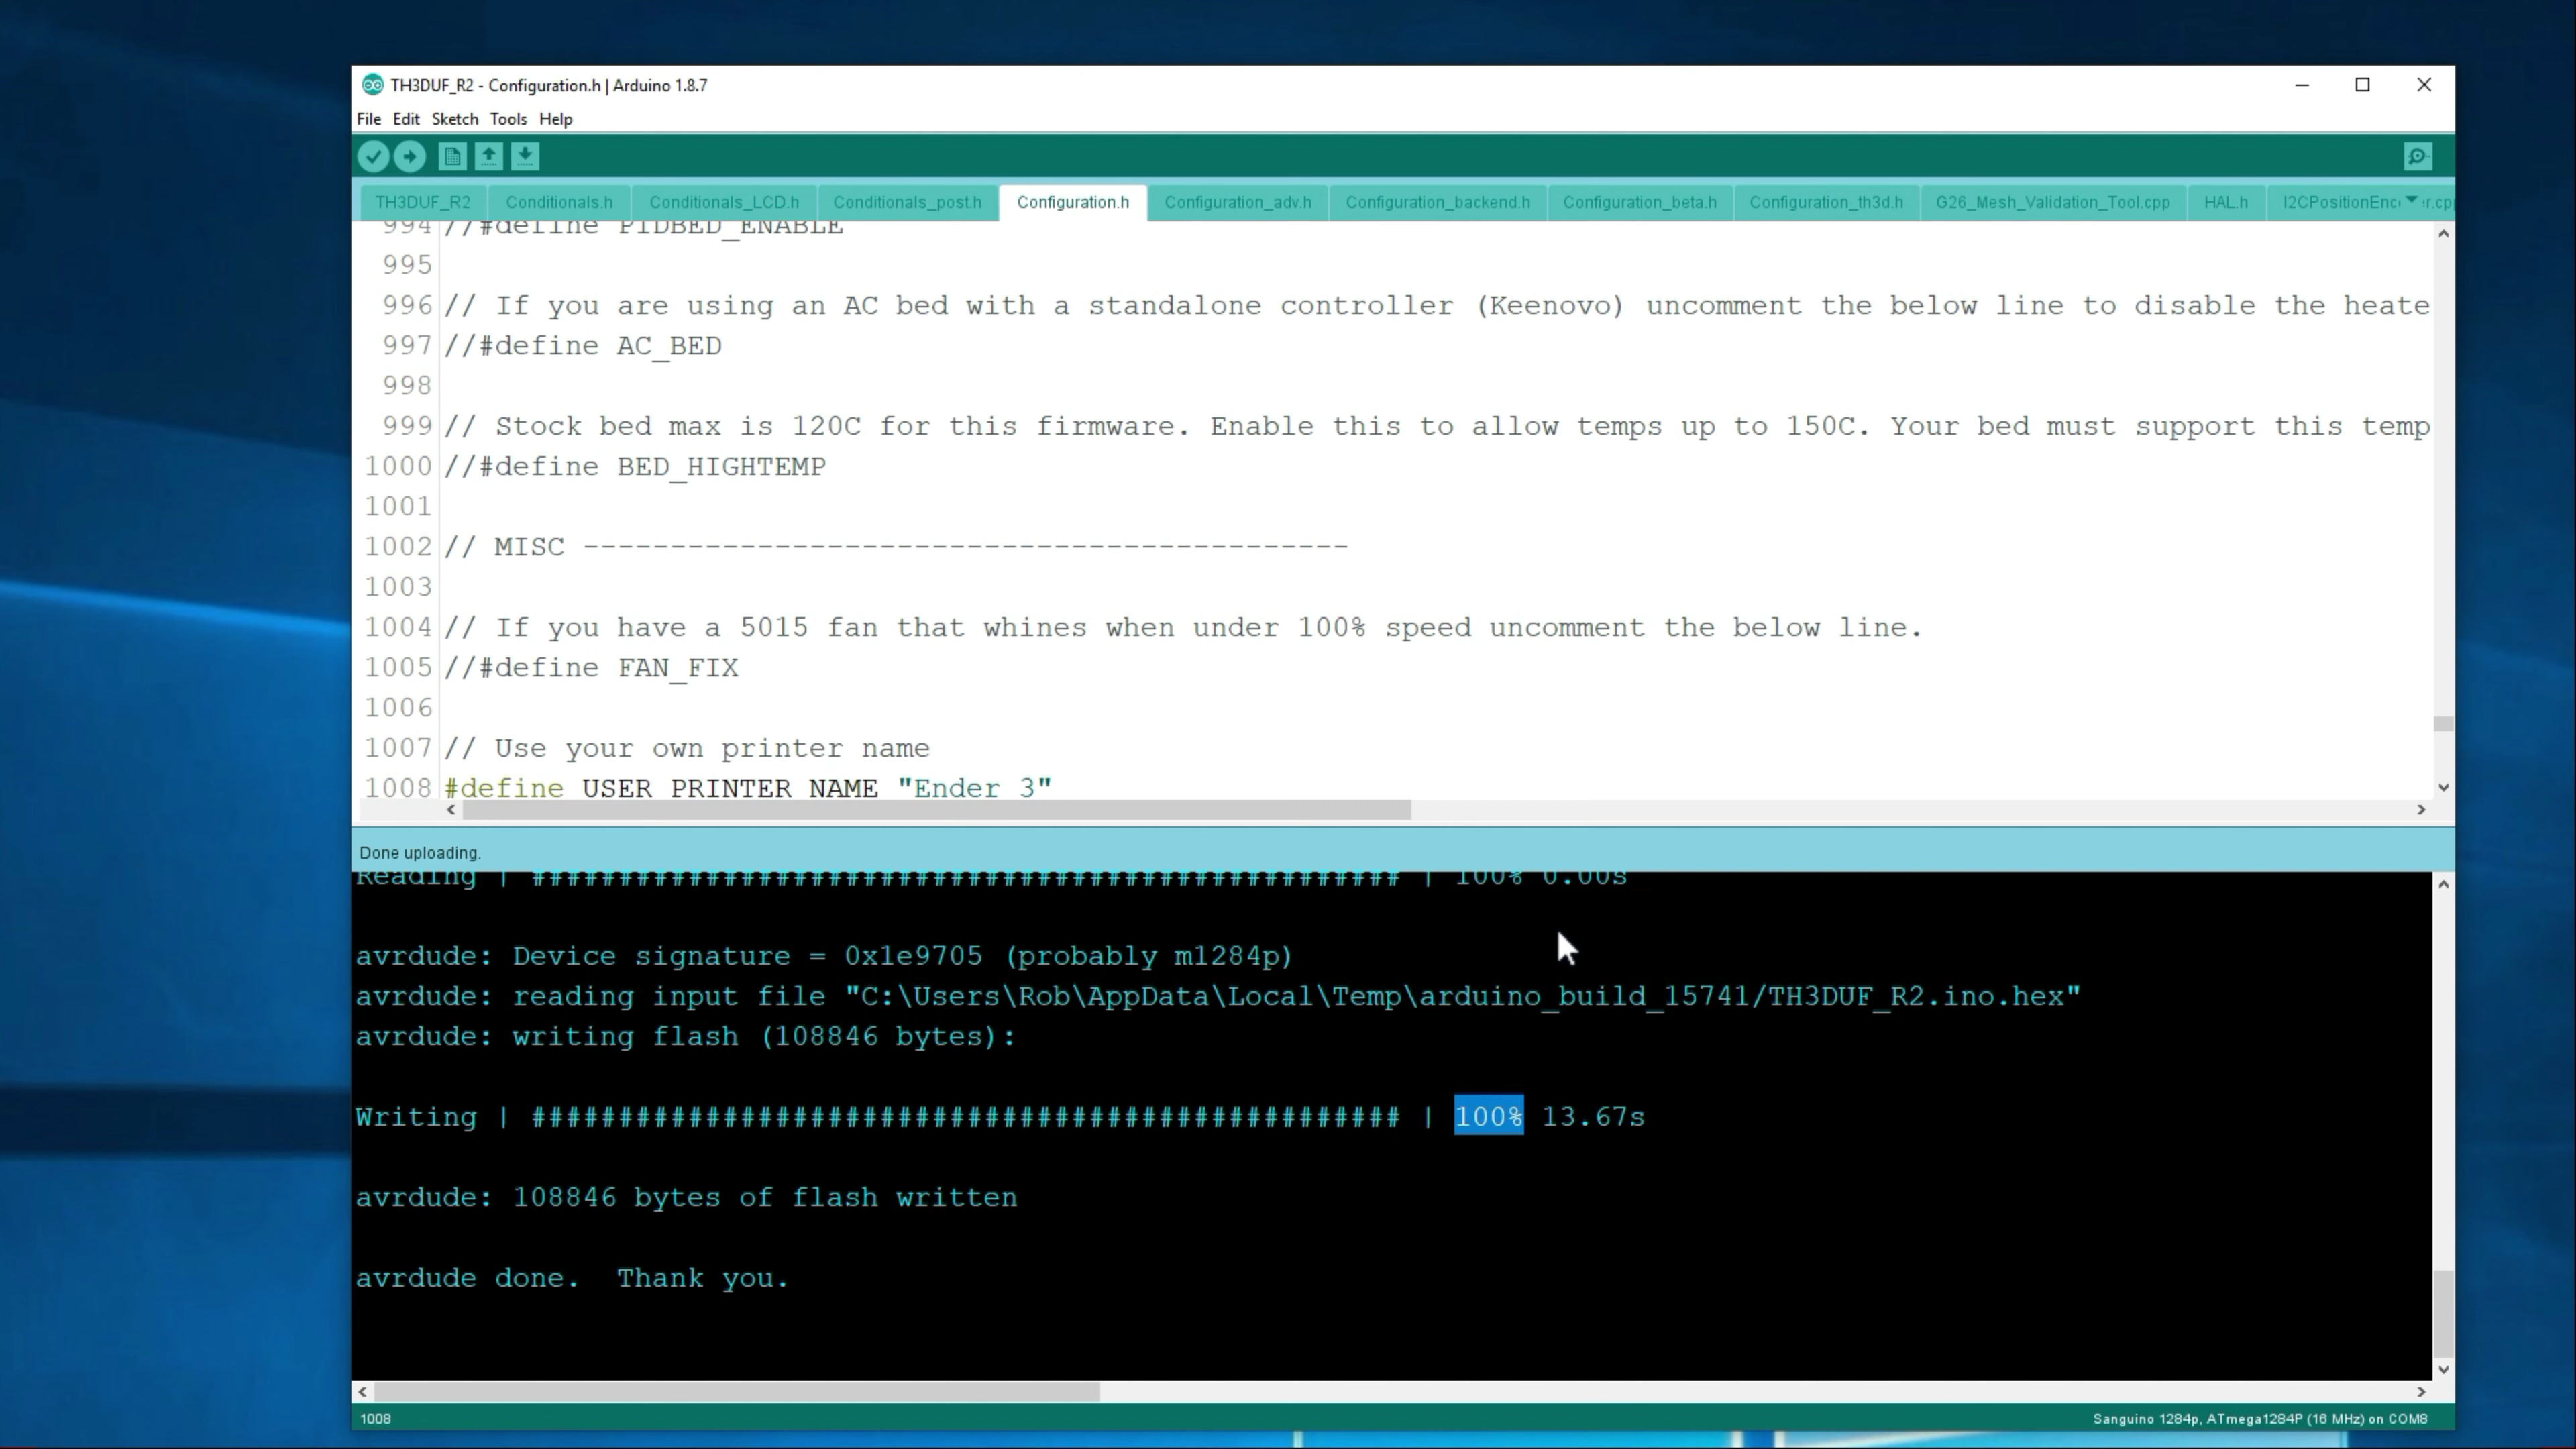 TH3DUF_R2 - Configuration.h | Arduino 1.8.7
File Edit Sketch Tools Help
TH3DUF_R2 Conditionals.h Conditionals_LCD.h Conditionals_post.h Configuration.h Configuration_adv.h Configuration_backend.h Configuration_beta.h Configuration_th3d.h G26_Mesh_Validation_Tool.cpp HAL.h
994 //#define PIDBED_ENABLE
995
996 // If you are using an AC bed with a standalone controller (Keenovo) uncomment the below line to disable the heate
997 //#define AC_BED
998
999 // Stock bed max is 120C for this firmware. Enable this to allow temps up to 150C. Your bed must support this temp
1000 //#define BED_HIGHTEMP
1001
1002 // MISC --------------------------------------------
1003
1004 // If you have a 5015 fan that whines when under 100% speed uncomment the below line.
1005 //#define FAN_FIX
1006
1007 // Use your own printer name
1008 #define USER_PRINTER_NAME "Ender 3"
Done uploading.
Reading | ################################################## | 100% 0.00s
avrdude: Device signature = 0x1e9705 (probably m1284p)
avrdude: reading input file "C:\Users\Rob\AppData\Local\Temp\arduino_build_15741/TH3DUF_R2.ino.hex"
avrdude: writing flash (108846 bytes):
Writing | ################################################## | 100% 13.67s
avrdude: 108846 bytes of flash written
avrdude done.  Thank you.
1008 Sanguino 1284p, ATmega1284P (16 MHz) on COM8